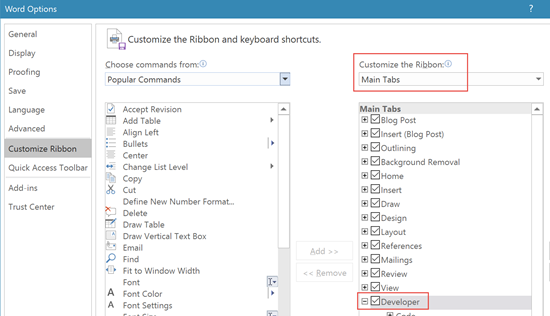 Word Options
?
General
Display
Proofing
Save
Language
Advanced
Customize Ribbon
Quick Access Toolbar
Add-ins
Trust Center
Customize the Ribbon and keyboard shortcuts.
Choose commands from:
Popular Commands
Accept Revision
Add Table
Align Left
Bullets
Center
Change List Level
Copy
Cut
Define New Number Format...
Delete
Draw Table
Draw Vertical Text Box
Email
Find
Fit to Window Width
Font
Font Color
Font Settings
Font Size
Add >>
<< Remove
Customize the Ribbon:
Main Tabs
Main Tabs
Blog Post
Insert (Blog Post)
Outlining
Background Removal
Home
Insert
Draw
Design
Layout
References
Mailings
Review
View
Developer
Code